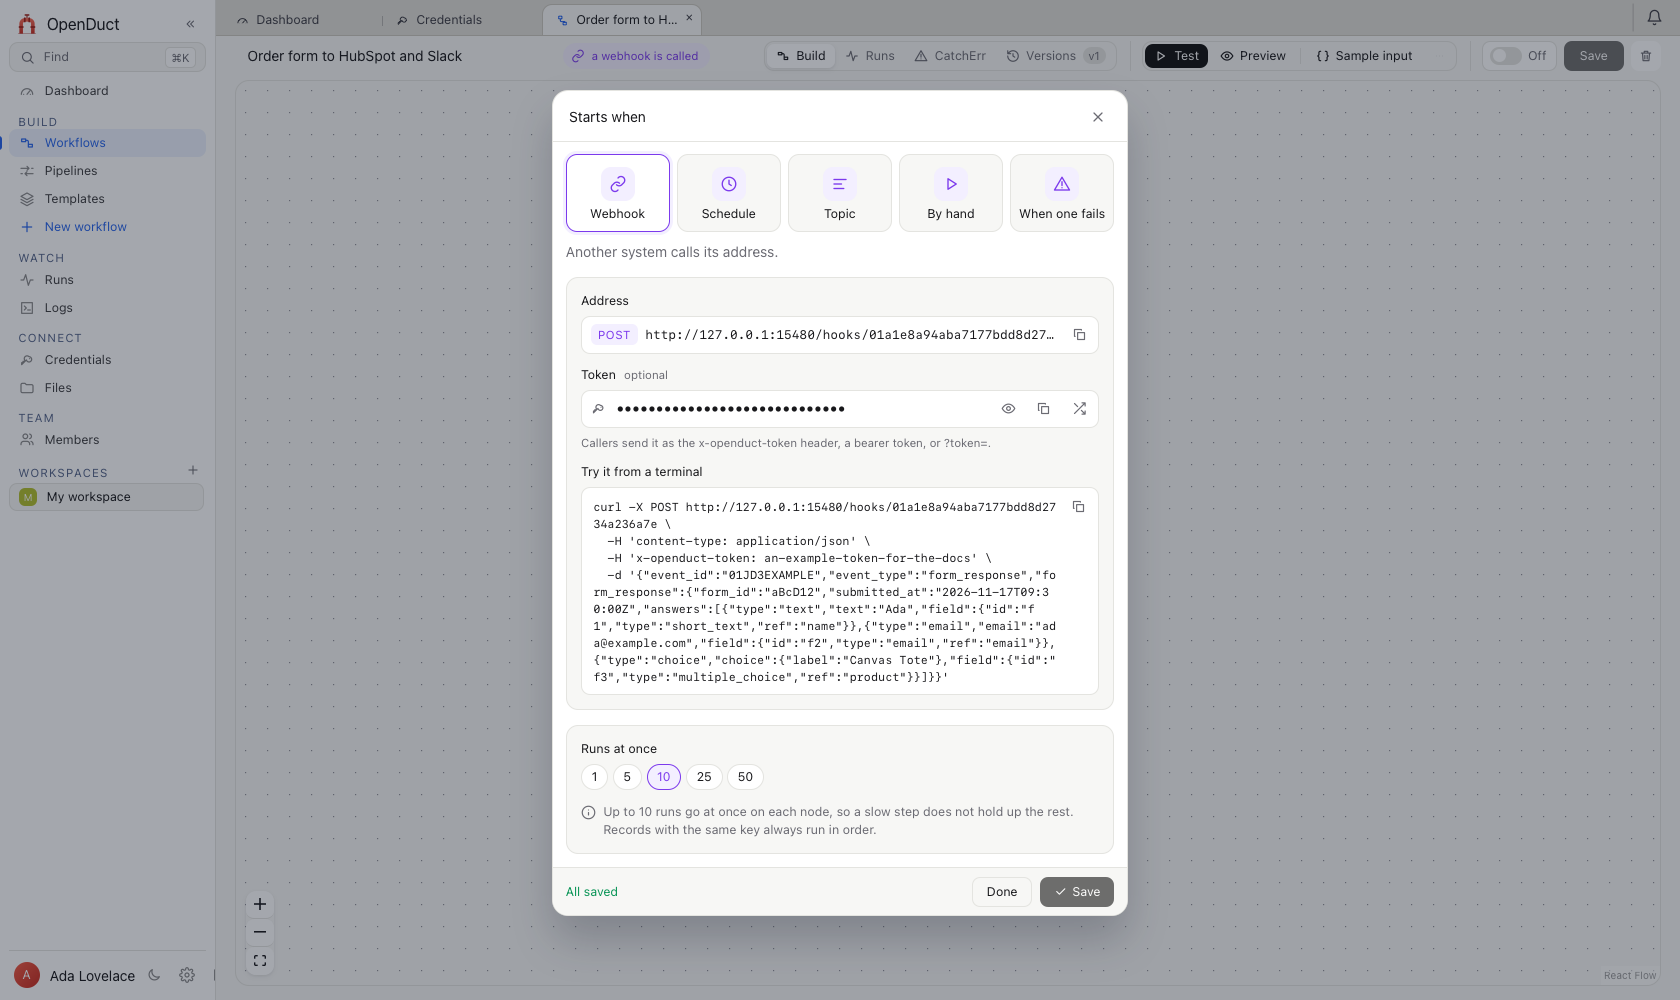 OpenDuct
Find
⌘K
Dashboard
BUILD
Workflows
Pipelines
Templates
New workflow
WATCH
Runs
Logs
CONNECT
Credentials
Files
TEAM
Members
WORKSPACES
M My workspace
A Ada Lovelace
Dashboard
Credentials
Order form to H...
Order form to HubSpot and Slack
a webhook is called
Build
Runs
CatchErr
Versions v1
Test
Preview
{ } Sample input
Off
Save
Starts when
Webhook
Schedule
Topic
By hand
When one fails
Another system calls its address.
Address
POST http://127.0.0.1:15480/hooks/01a1e8a94aba7177bdd8d27…
Token optional
Callers send it as the x-openduct-token header, a bearer token, or ?token=.
Try it from a terminal
curl -X POST http://127.0.0.1:15480/hooks/01a1e8a94aba7177bdd8d27
34a236a7e \
-H 'content-type: application/json' \
-H 'x-openduct-token: an-example-token-for-the-docs' \
-d '{"event_id":"01JD3EXAMPLE","event_type":"form_response","fo
rm_response":{"form_id":"aBcD12","submitted_at":"2026-11-17T09:3
0:00Z","answers":[{"type":"text","text":"Ada","field":{"id":"f
1","type":"short_text","ref":"name"}},{"type":"email","email":"ad
a@example.com","field":{"id":"f2","type":"email","ref":"email"}},
{"type":"choice","choice":{"label":"Canvas Tote"},"field":{"id":"
f3","type":"multiple_choice","ref":"product"}}]}}'
Runs at once
1 5 10 25 50
Up to 10 runs go at once on each node, so a slow step does not hold up the rest.
Records with the same key always run in order.
All saved
Done
Save
React Flow